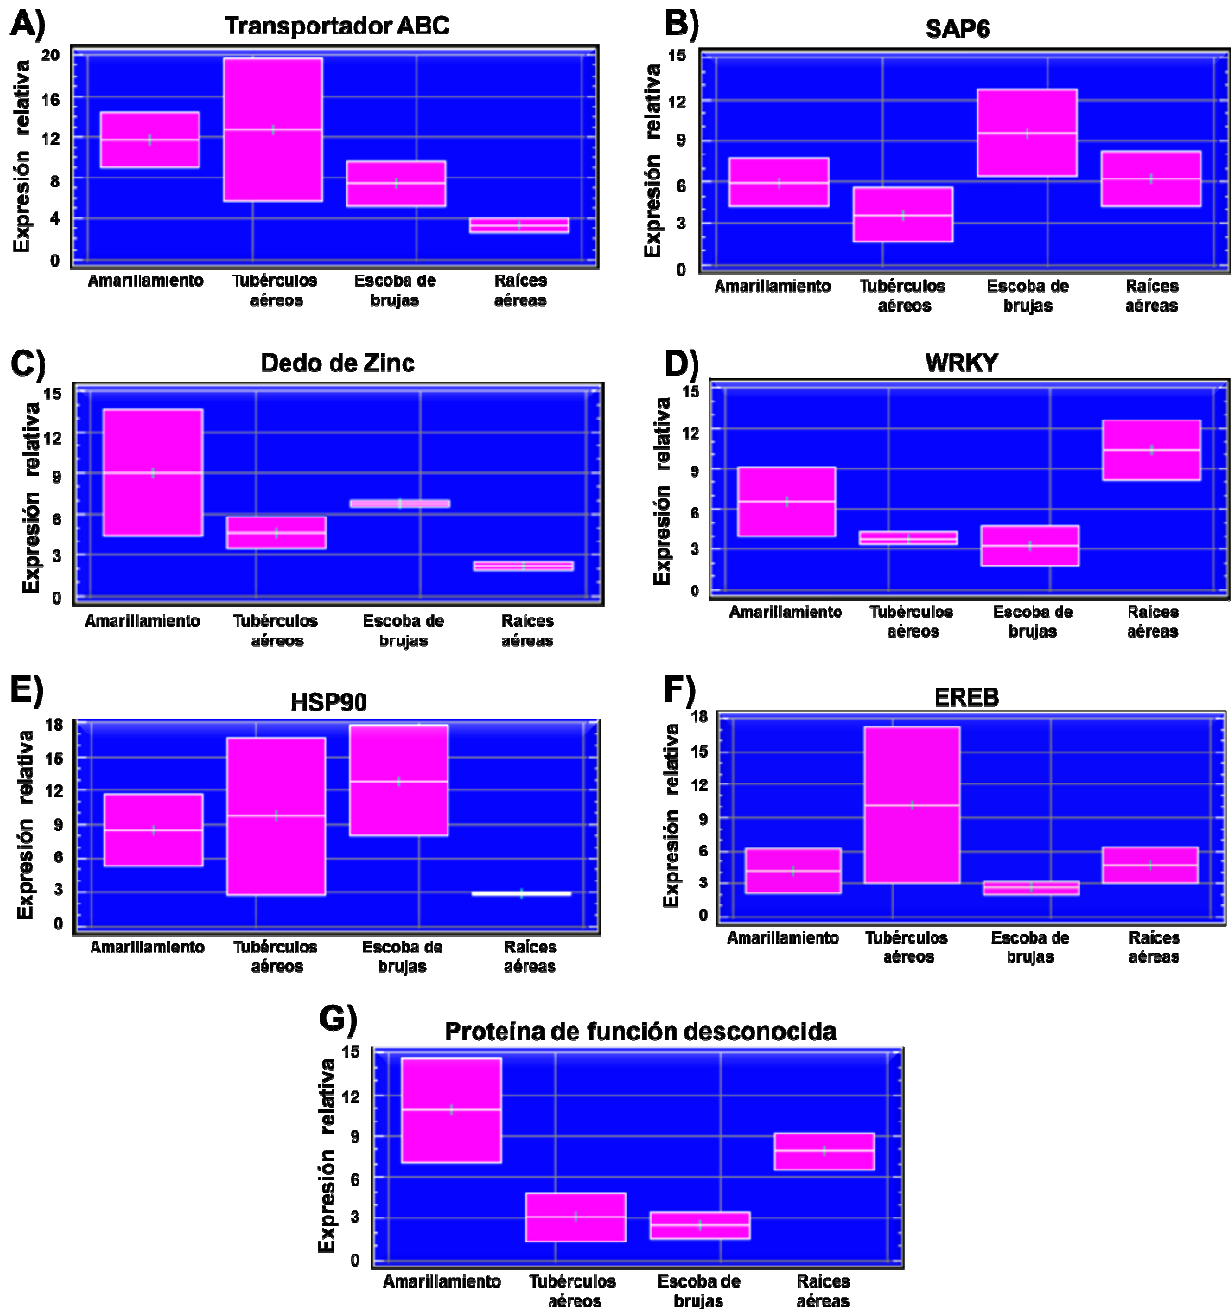 A)
Transportador ABC
Expresión relativa
20
16
12
8
4
0
Amarillamiento
Tubérculos
aéreos
Escoba de
brujas
Raíces
aéreas
B)
SAP6
Expresión relativa
15
12
9
6
3
0
Amarillamiento
Tubérculos
aéreos
Escoba de
brujas
Raíces
aéreas
C)
Dedo de Zinc
Expresión relativa
15
12
9
6
3
0
Amarillamiento
Tubérculos
aéreos
Escoba de
brujas
Raíces
aéreas
D)
WRKY
Expresión relativa
15
12
9
6
3
0
Amarillamiento
Tubérculos
aéreos
Escoba de
brujas
Raíces
aéreas
E)
HSP90
Expresión relativa
18
15
12
9
6
3
0
Amarillamiento
Tubérculos
aéreos
Escoba de
brujas
Raíces
aéreas
F)
EREB
Expresión relativa
18
15
12
9
6
3
0
Amarillamiento
Tubérculos
aéreos
Escoba de
brujas
Raíces
aéreas
G)
Proteína de función desconocida
Expresión relativa
15
12
9
6
3
0
Amarillamiento
Tubérculos
aéreos
Escoba de
brujas
Raíces
aéreas